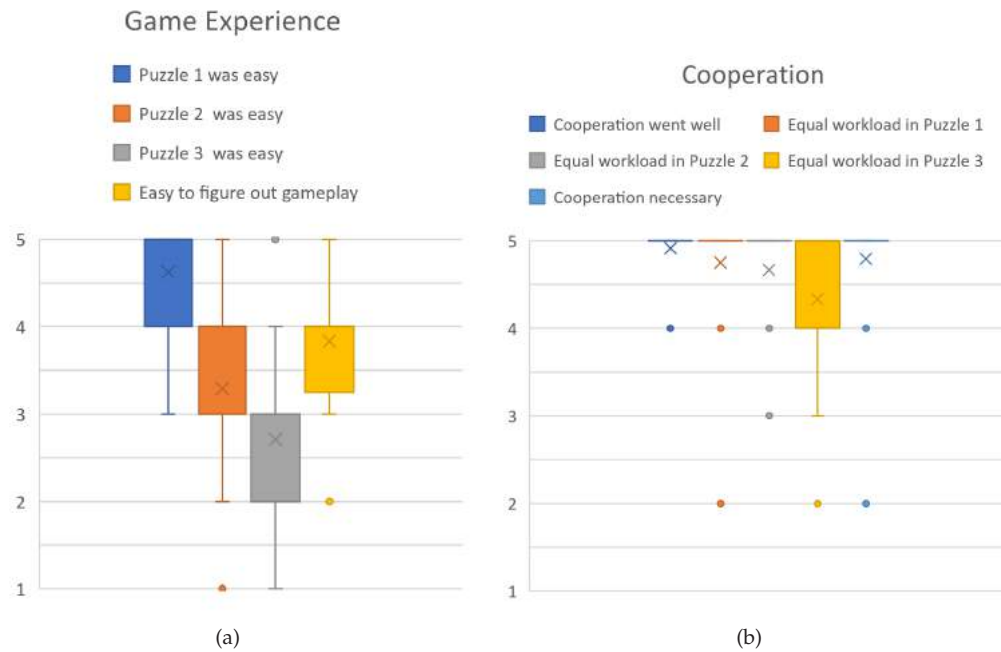 Game Experience
Puzzle 1 was easy
Puzzle 2 was easy
Puzzle 3 was easy
Easy to figure out gameplay
5
4
3
2
1
(a)
Cooperation
Cooperation went well
Equal workload in Puzzle 1
Equal workload in Puzzle 2
Equal workload in Puzzle 3
Cooperation necessary
5
4
3
2
1
(b)